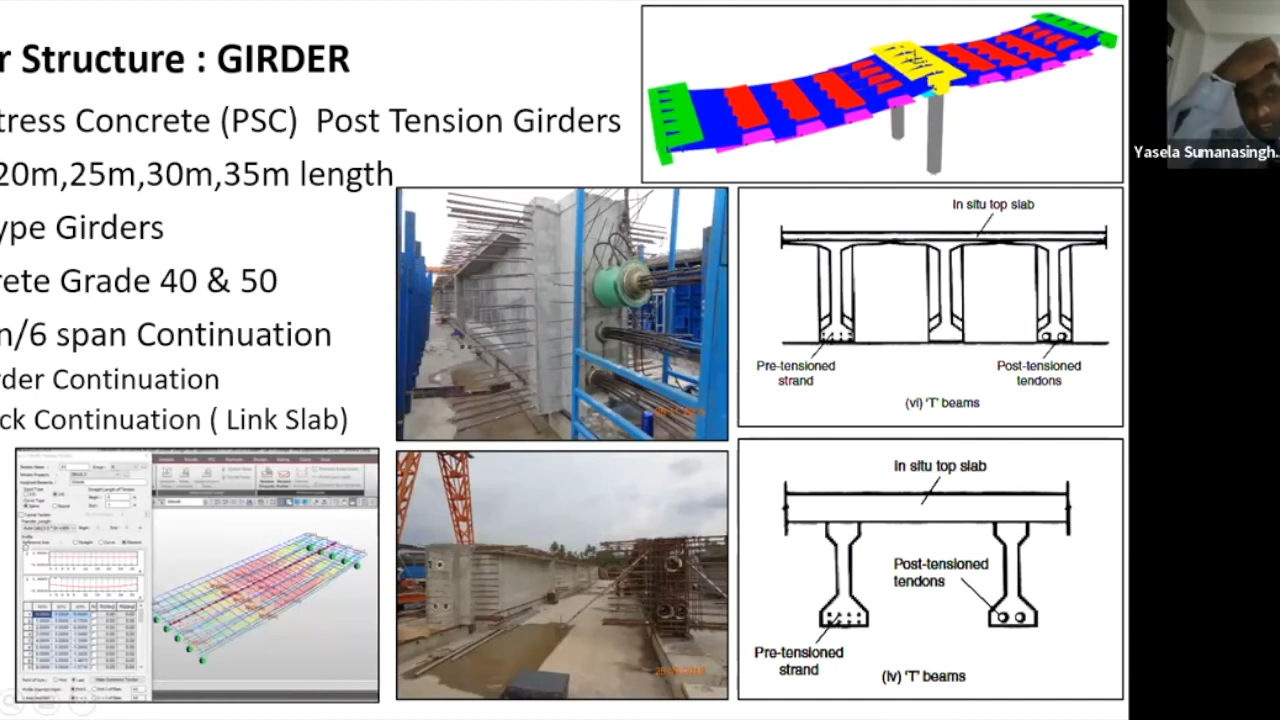 r Structure : GIRDER
tress Concrete (PSC) Post Tension Girders
20m,25m,30m,35m length
ype Girders
rete Grade 40 & 50
n/6 span Continuation
rder Continuation
ck Continuation ( Link Slab)
Yasela Sumanasingh..
In situ top slab
Pre-tensioned
strand
Post-tensioned
tendons
(vi) 'T' beams
In situ top slab
Post-tensioned
tendons
Pre-tensioned
strand
(iv) 'T' beams